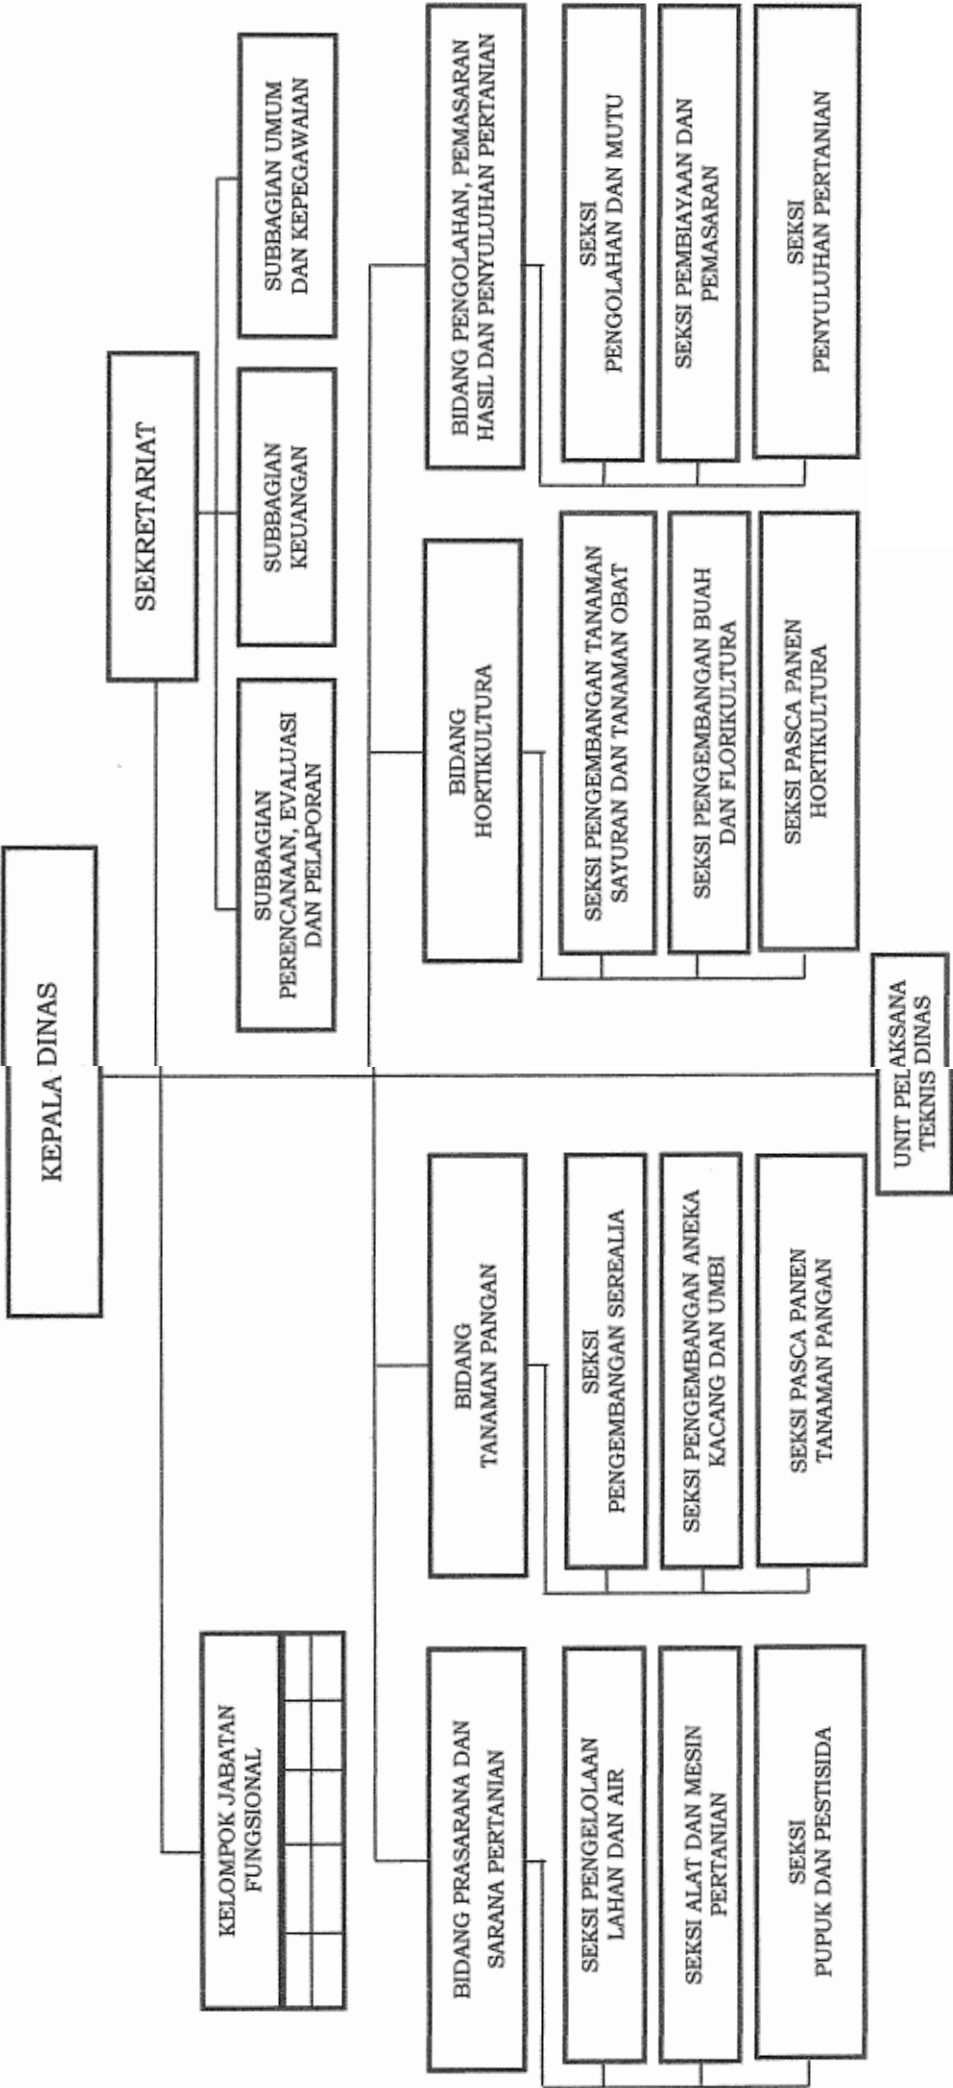 KEPALA DINAS
SEKRETARIAT
KELOMPOK JABATAN
FUNGSIONAL
SUBBAGIAN
PERENCANAAN, EVALUASI
DAN PELAPORAN
SUBBAGIAN
KEUANGAN
SUBBAGIAN UMUM
DAN KEPEGAWAIAN
BIDANG PRASARANA DAN
SARANA PERTANIAN
SEKSI PENGELOLAAN
LAHAN DAN AIR
SEKSI ALAT DAN MESIN
PERTANIAN
SEKSI
PUPUK DAN PESTISIDA
BIDANG
TANAMAN PANGAN
SEKSI
PENGEMBANGAN SEREALIA
SEKSI PENGEMBANGAN ANEKA
KACANG DAN UMBI
SEKSI PASCA PANEN
TANAMAN PANGAN
BIDANG
HORTIKULTURA
SEKSI PENGEMBANGAN TANAMAN
SAYURAN DAN TANAMAN OBAT
SEKSI PENGEMBANGAN BUAH
DAN FLORIKULTURA
SEKSI PASCA PANEN
HORTIKULTURA
BIDANG PENGOLAHAN, PEMASARAN
HASIL DAN PENYULUHAN PERTANIAN
SEKSI
PENGOLAHAN DAN MUTU
SEKSI PEMBIAYAAN DAN
PEMASARAN
SEKSI
PENYULUHAN PERTANIAN
UNIT PELAKSANA
TEKNIS DINAS